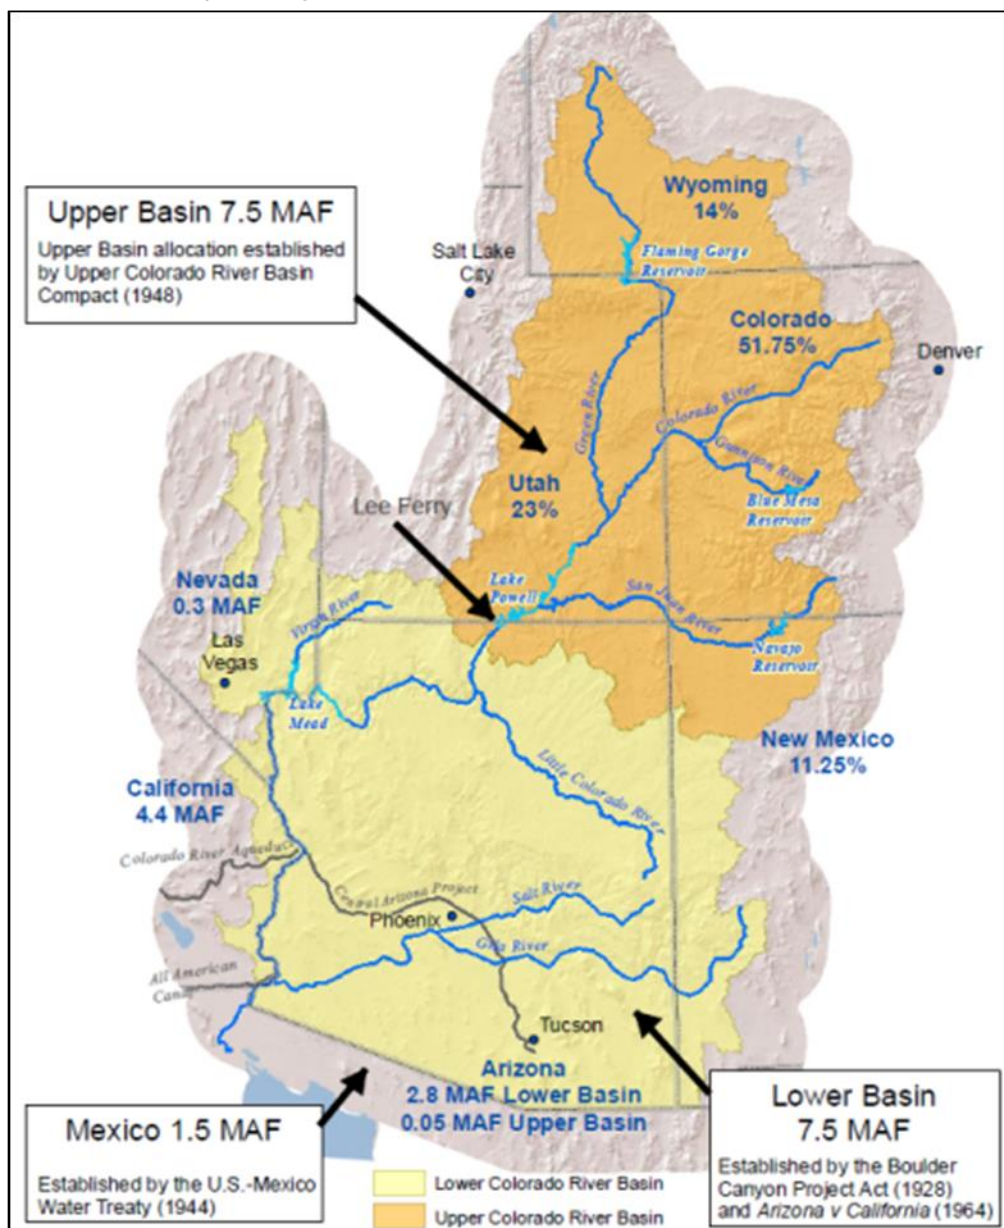 Wyoming
14%
Upper Basin 7.5 MAF
Upper Basin allocation established
by Upper Colorado River Basin
Compact (1948)
Salt Lake
City
Flaming Gorge
Reservoir
Colorado
51.75%
Denver
Green River
Colorado River
Gunnison River
Blue Mesa
Reservoir
Utah
23%
Lee Ferry
Lake
Powell
San Juan River
Navajo
Reservoir
Nevada
0.3 MAF
Virgin River
Las
Vegas
Lake
Mead
New Mexico
11.25%
Little Colorado River
California
4.4 MAF
Colorado River Aqueduct
Central Arizona Project
Salt River
Phoenix
Gila River
All American
Canal
Tucson
Arizona
2.8 MAF Lower Basin
0.05 MAF Upper Basin
Mexico 1.5 MAF
Established by the U.S.-Mexico
Water Treaty (1944)
Lower Basin
7.5 MAF
Established by the Boulder
Canyon Project Act (1928)
and Arizona v California (1964)
Lower Colorado River Basin
Upper Colorado River Basin